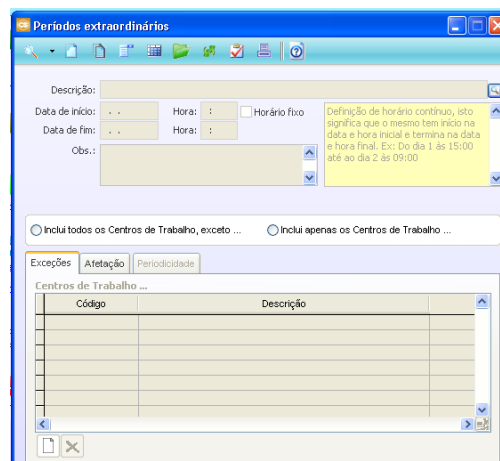 CS Períodos extraordinários
Descrição:
Data de início: . . Hora: : Horário fixo
Data de fim: . . Hora: :
Obs.:
Definição de horário contínuo, isto
significa que o mesmo tem início na
data e hora inicial e termina na data
e hora final. Ex: Do dia 1 ás 15:00
até ao dia 2 ás 09:00
Inclui todos os Centros de Trabalho, exceto ... Inclui apenas os Centros de Trabalho ...
Exceções Afetação Periodicidade
Centros de Trabalho ...
Código Descrição